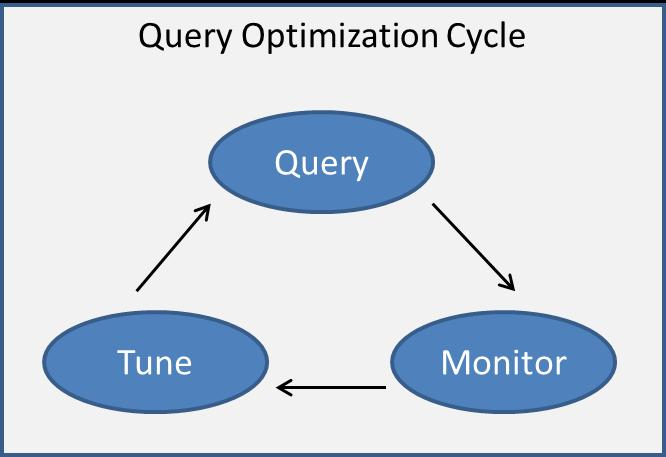 Query Optimization Cycle
Query
Tune
Monitor